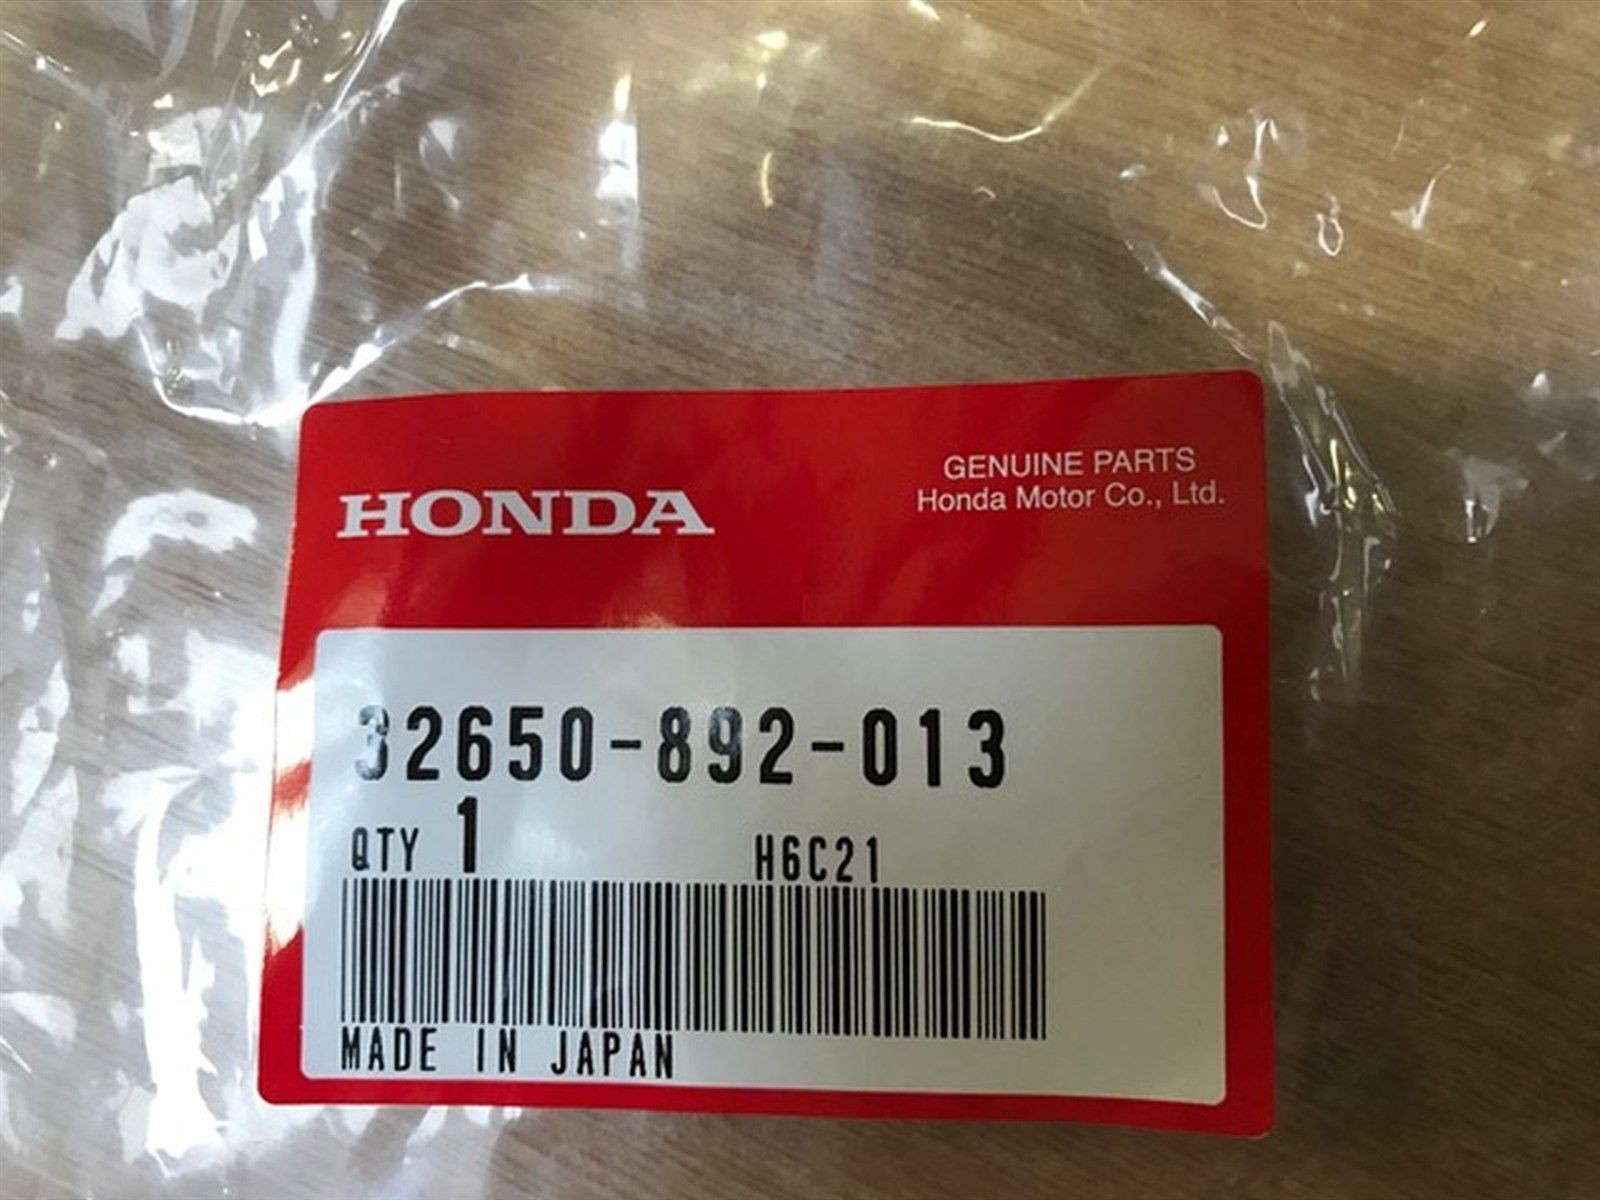 HONDA
GENUINE PARTS
Honda Motor Co., Ltd.
32650-892-013
QTY 1 H6C21
MADE IN JAPAN